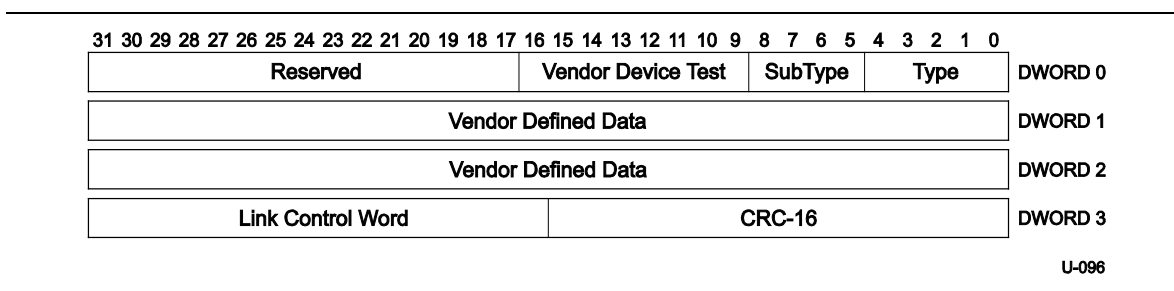 31 30 29 28 27 26 25 24 23 22 21 20 19 18 17 16 15 14 13 12 11 10 9 8 7 6 5 4 3 2 1 0
Reserved Vendor Device Test SubType Type DWORD 0
Vendor Defined Data DWORD 1
Vendor Defined Data DWORD 2
Link Control Word CRC-16 DWORD 3
U-096